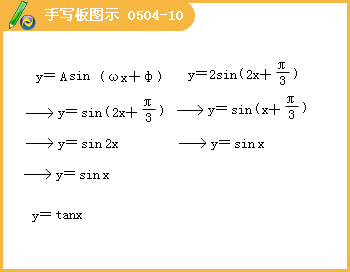 手写板图示 0504-10
y=Asin(ωx+φ) y=2sin(2x+π/3)
→y=sin(2x+π/3) →y=sin(x+π/3)
→y=sin2x →y=sinx
→y=sinx
y=tanx